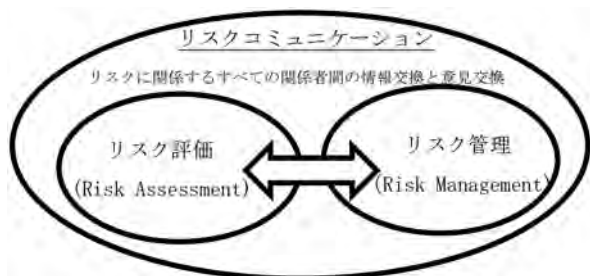 リスクコミュニケーション
リスクに関係するすべての関係者間の情報交換と意見交換
リスク評価
(Risk Assessment)
リスク管理
(Risk Management)